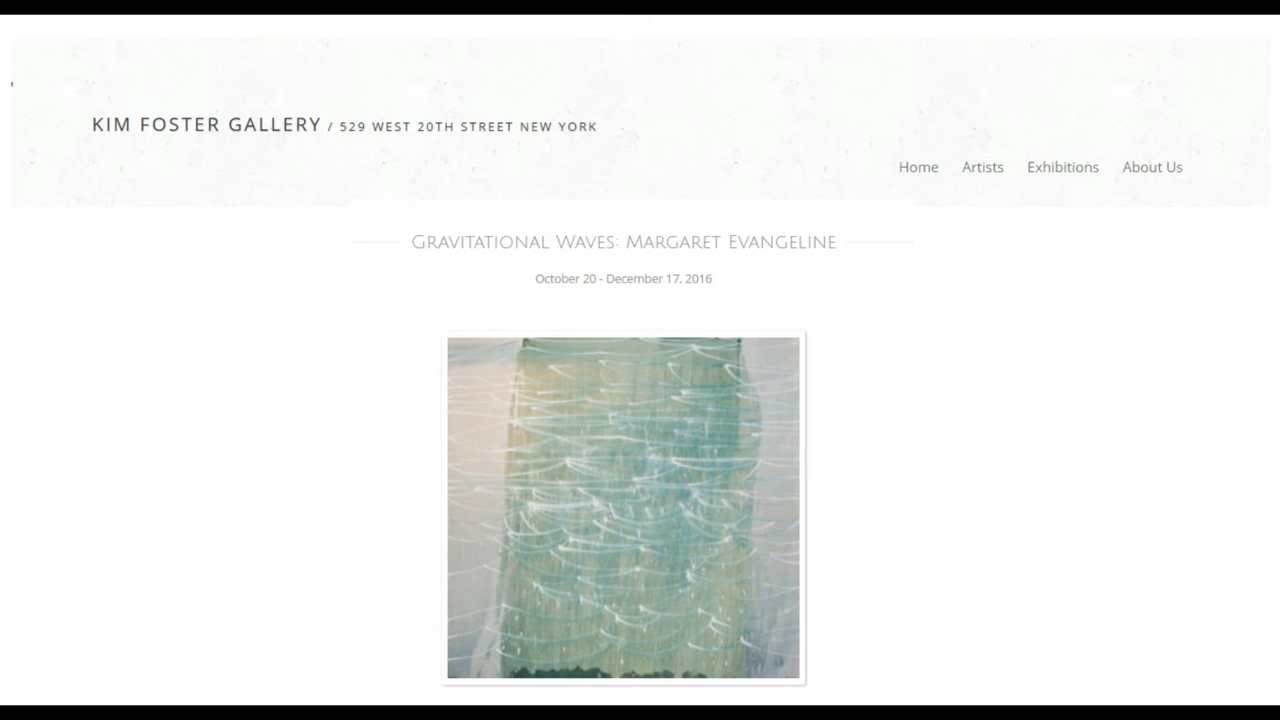 KIM FOSTER GALLERY / 529 WEST 20TH STREET NEW YORK
Home Artists Exhibitions About Us
GRAVITATIONAL WAVES: MARGARET EVANGELINE
October 20 - December 17, 2016